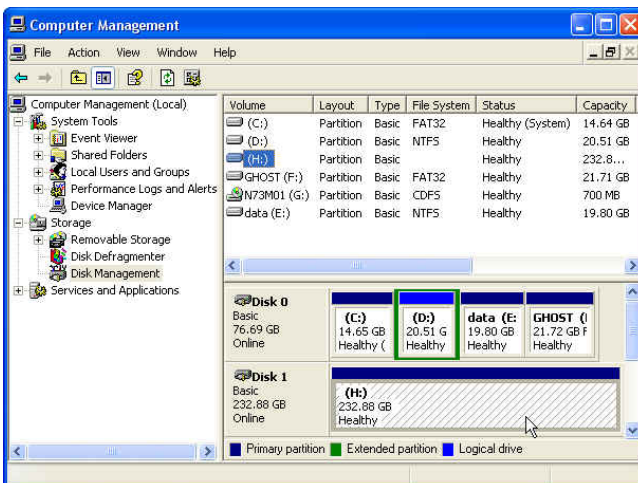 Computer Management
File Action View Window Help
Computer Management (Local)
System Tools
Event Viewer
Shared Folders
Local Users and Groups
Performance Logs and Alerts
Device Manager
Storage
Removable Storage
Disk Defragmenter
Disk Management
Services and Applications
Volume Layout Type File System Status Capacity
(C:) Partition Basic FAT32 Healthy (System) 14.64 GB
(D:) Partition Basic NTFS Healthy 20.51 GB
(H:) Partition Basic Healthy 232.8...
GHOST (F:) Partition Basic FAT32 Healthy 21.71 GB
N73M01 (G:) Partition Basic CDFS Healthy 700 MB
data (E:) Partition Basic NTFS Healthy 19.80 GB
Disk 0
Basic
76.69 GB
Online
(C:)
14.65 GB
Healthy (
(D:)
20.51 G
Healthy
data (E:
19.80 GB
Healthy
GHOST (
21.72 GB F
Healthy
Disk 1
Basic
232.88 GB
Online
(H:)
232.88 GB
Healthy
Primary partition Extended partition Logical drive